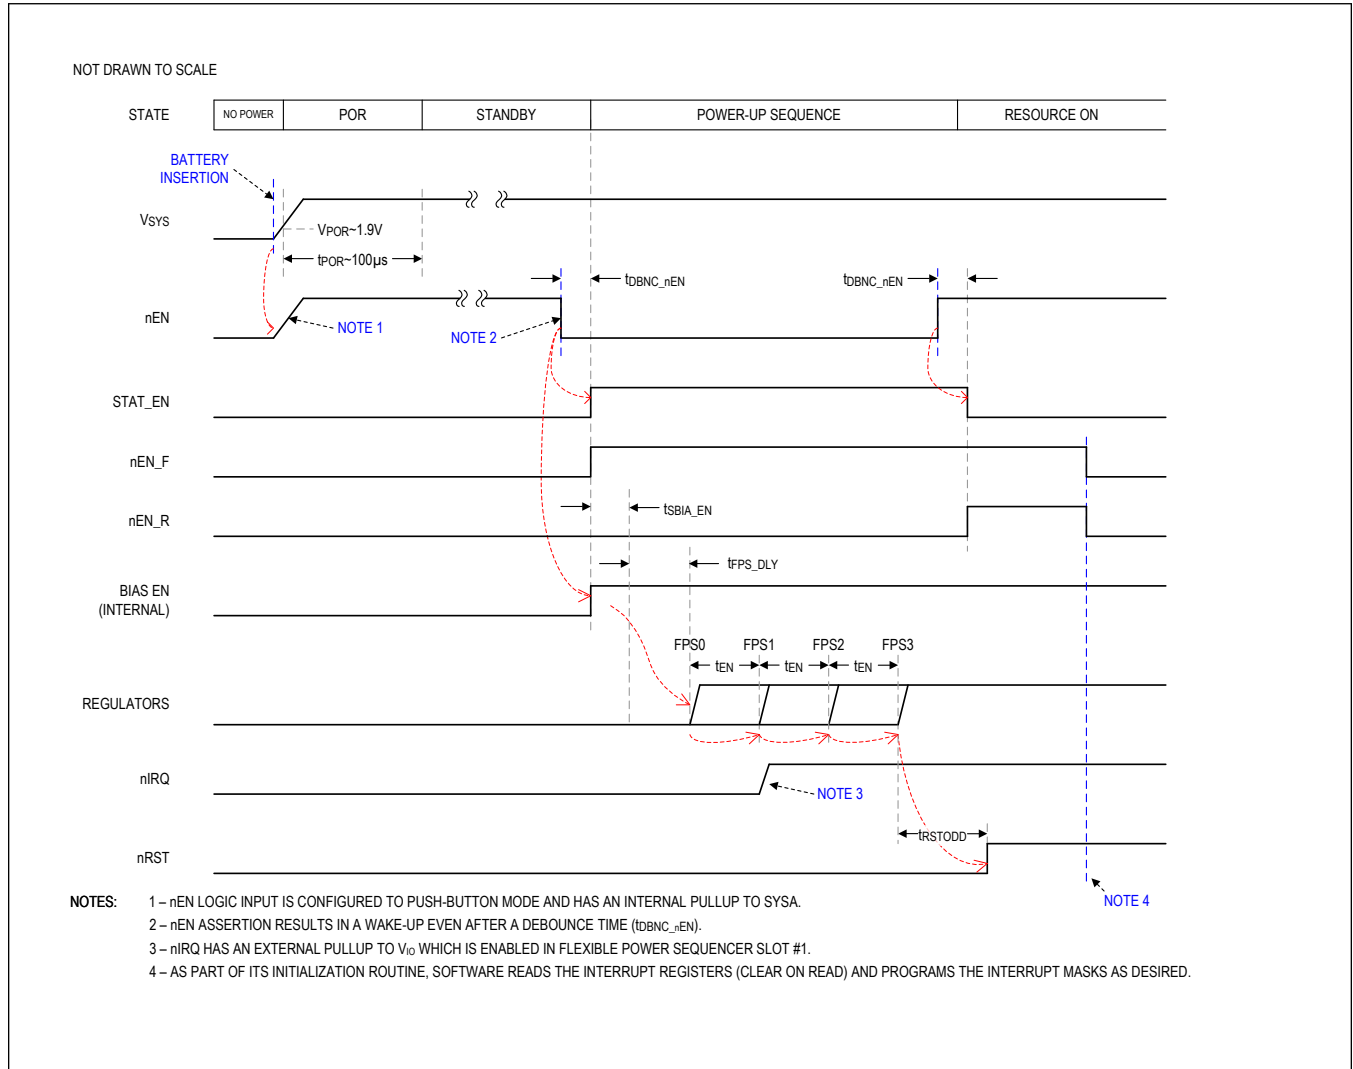 NOT DRAWN TO SCALE
STATE NO POWER POR STANDBY POWER-UP SEQUENCE RESOURCE ON
BATTERY
INSERTION
VSYS
VPOR~1.9V
tPOR~100µs
tDBNC_nEN tDBNC_nEN
nEN
NOTE 1
NOTE 2
STAT_EN
nEN_F
tSBIA_EN
nEN_R
tFPS_DLY
BIAS EN
(INTERNAL)
FPS0 FPS1 FPS2 FPS3
tEN tEN tEN
REGULATORS
nIRQ
NOTE 3
tRSTODD
nRST
NOTE 4
NOTES: 1 – nEN LOGIC INPUT IS CONFIGURED TO PUSH-BUTTON MODE AND HAS AN INTERNAL PULLUP TO SYSA.
2 – nEN ASSERTION RESULTS IN A WAKE-UP EVEN AFTER A DEBOUNCE TIME (tDBNC_nEN).
3 – nIRQ HAS AN EXTERNAL PULLUP TO VIO WHICH IS ENABLED IN FLEXIBLE POWER SEQUENCER SLOT #1.
4 – AS PART OF ITS INITIALIZATION ROUTINE, SOFTWARE READS THE INTERRUPT REGISTERS (CLEAR ON READ) AND PROGRAMS THE INTERRUPT MASKS AS DESIRED.